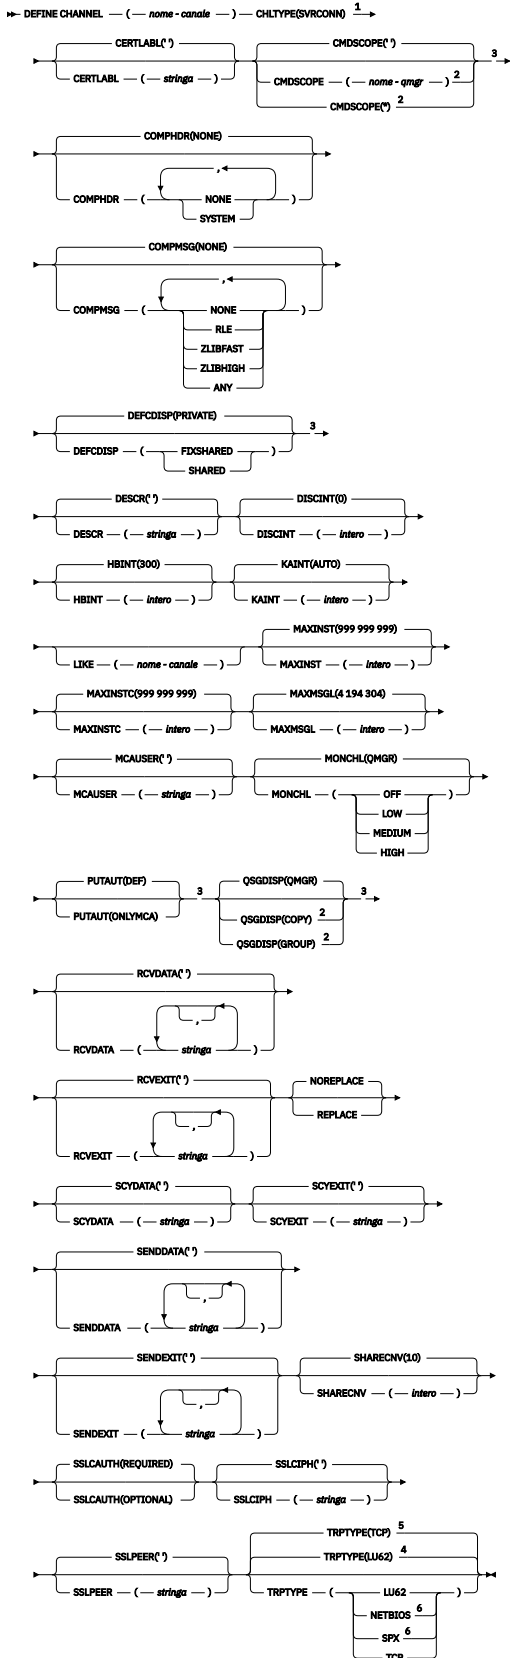 DEFINE CHANNEL ( nome - canale ) CHLTYPE(SVRCONN) 1
CERTLABL(' ') CMDSCOPE(' ') 3
CERTLABL ( stringa ) CMDSCOPE ( nome - qmgr ) 2
CMDSCOPE(*) 2
COMPHDR(NONE)
,
COMPHDR ( NONE )
SYSTEM
COMPMSG(NONE)
,
COMPMSG ( NONE )
RLE
ZLIBFAST
ZLIBHIGH
ANY
DEFCDISP(PRIVATE) 3
DEFCDISP ( FIXSHARED )
SHARED
DESCR(' ') DISCINT(0)
DESCR ( stringa ) DISCINT ( intero )
HBINT(300) KAINT(AUTO)
HBINT ( intero ) KAINT ( intero )
MAXINST(999 999 999)
LIKE ( nome - canale ) MAXINST ( intero )
MAXINSTC(999 999 999) MAXMSGL(4 194 304)
MAXINSTC ( intero ) MAXMSGL ( intero )
MCAUSER(' ') MONCHL(QMGR)
MCAUSER ( stringa ) MONCHL ( OFF )
LOW
MEDIUM
HIGH
PUTAUT(DEF) 3 QSGDISP(QMGR) 3
PUTAUT(ONLYMCA) QSGDISP(COPY) 2
QSGDISP(GROUP) 2
RCVDATA(' ')
,
RCVDATA ( stringa )
RCVEXIT(' ') NOREPLACE
, REPLACE
RCVEXIT ( stringa )
SCYDATA(' ') SCYEXIT(' ')
SCYDATA ( stringa ) SCYEXIT ( stringa )
SENDDATA(' ')
,
SENDDATA ( stringa )
SENDEXIT(' ') SHARECNV(10)
, SHARECNV ( intero )
SENDEXIT ( stringa )
SSLCAUTH(REQUIRED) SSLCIPH(' ')
SSLCAUTH(OPTIONAL) SSLCIPH ( stringa )
TRPTYPE(TCP) 5
SSLPEER(' ') TRPTYPE(LU62) 4
SSLPEER ( stringa ) TRPTYPE ( LU62 )
NETBIOS 6
SPX 6
TCP